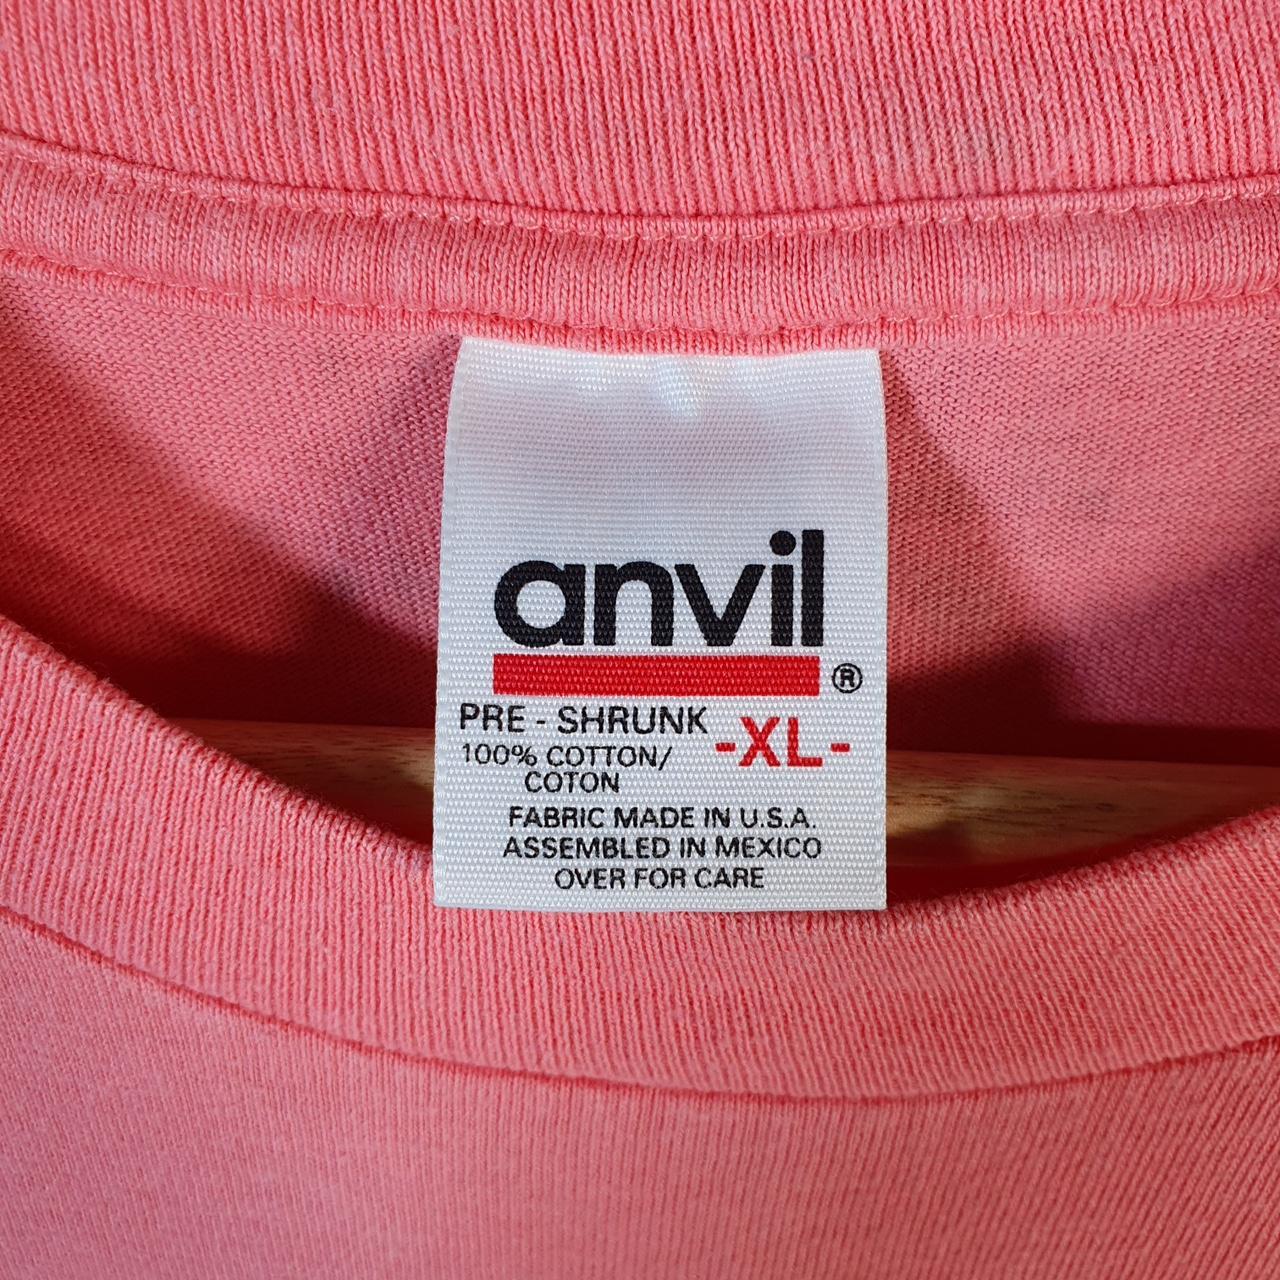 anvil ®
PRE - SHRUNK -XL-
100% COTTON/
COTON
FABRIC MADE IN U.S.A.
ASSEMBLED IN MEXICO
OVER FOR CARE